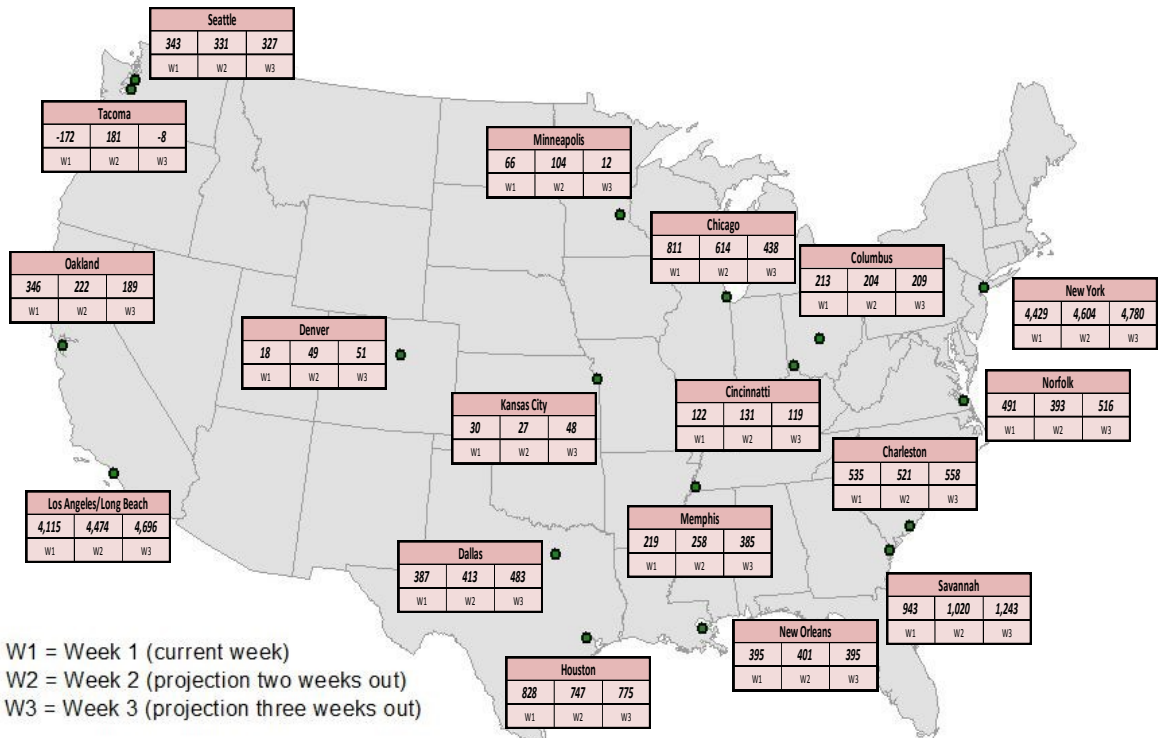 Seattle
343 331 327
W1 W2 W3
Tacoma
-172 181 -8
W1 W2 W3
Minneapolis
66 104 12
W1 W2 W3
Chicago
811 614 438
W1 W2 W3
Columbus
213 204 209
W1 W2 W3
Oakland
346 222 189
W1 W2 W3
New York
4,429 4,604 4,780
W1 W2 W3
Denver
18 49 51
W1 W2 W3
Norfolk
491 393 516
W1 W2 W3
Cincinnatti
122 131 119
W1 W2 W3
Kansas City
30 27 48
W1 W2 W3
Charleston
535 521 558
W1 W2 W3
Los Angeles/Long Beach
4,115 4,474 4,696
W1 W2 W3
Memphis
219 258 385
W1 W2 W3
Dallas
387 413 483
W1 W2 W3
Savannah
943 1,020 1,243
W1 W2 W3
New Orleans
395 401 395
W1 W2 W3
Houston
828 747 775
W1 W2 W3
W1 = Week 1 (current week)
W2 = Week 2 (projection two weeks out)
W3 = Week 3 (projection three weeks out)